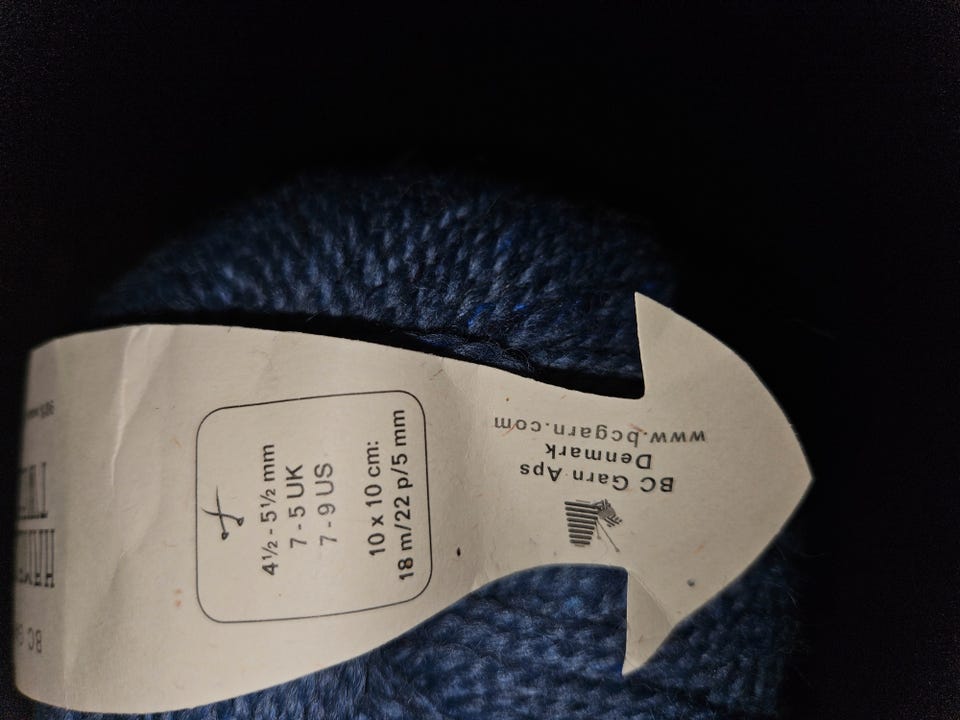 4½ - 5½ mm
7 - 5 UK
7 - 9 US
10 x 10 cm:
18 m/22 p/5 mm
BC Garn Aps
Denmark
www.bcgarn.com
BC